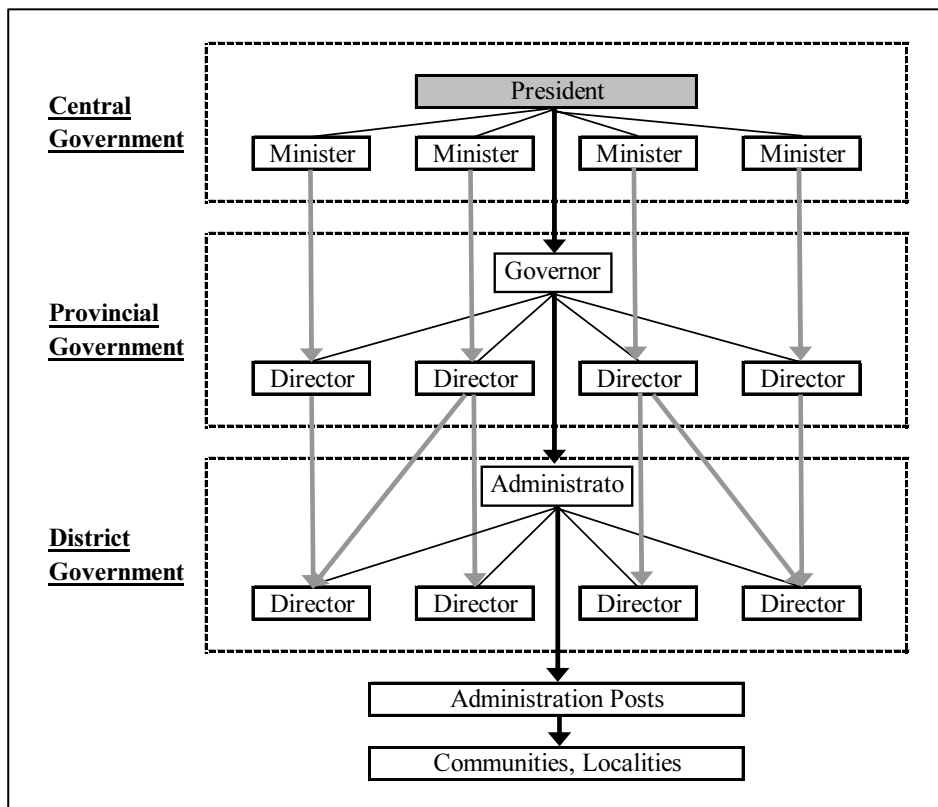 President
Central
Government
Minister Minister Minister Minister
Governor
Provincial
Government
Director Director Director Director
Administrato
District
Government
Director Director Director Director
Administration Posts
Communities, Localities